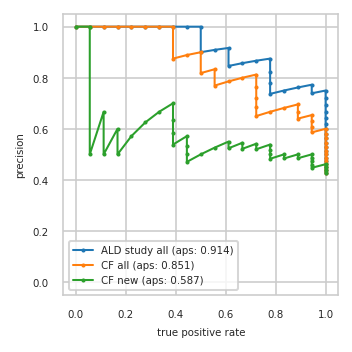 1.0
0.8
0.6
0.4
0.2
0.0
precision
ALD study all (aps: 0.914)
CF all (aps: 0.851)
CF new (aps: 0.587)
0.0 0.2 0.4 0.6 0.8 1.0
true positive rate